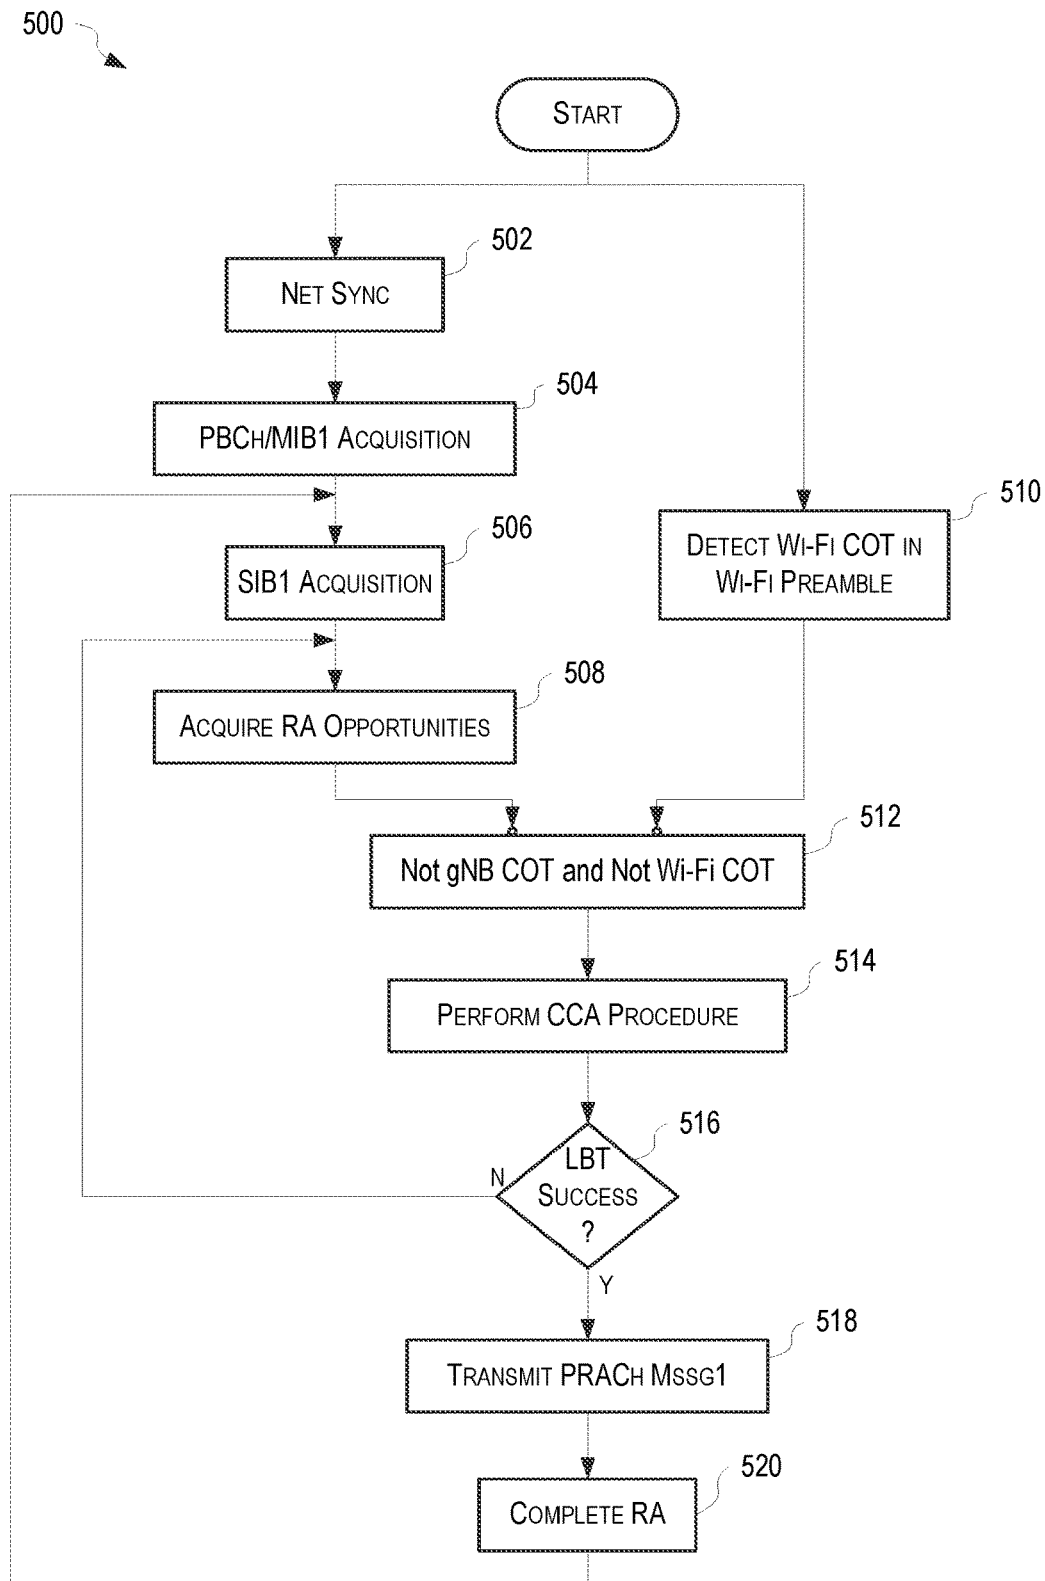 500
START
502
NET SYNC
504
PBCH/MIB1 ACQUISITION
510
506
DETECT WI-FI COT IN
WI-FI PREAMBLE
SIB1 ACQUISITION
508
ACQUIRE RA OPPORTUNITIES
512
Not gNB COT and Not Wi-Fi COT
514
PERFORM CCA PROCEDURE
516
LBT
SUCCESS
?
N
Y
518
TRANSMIT PRACH MSSG1
520
COMPLETE RA